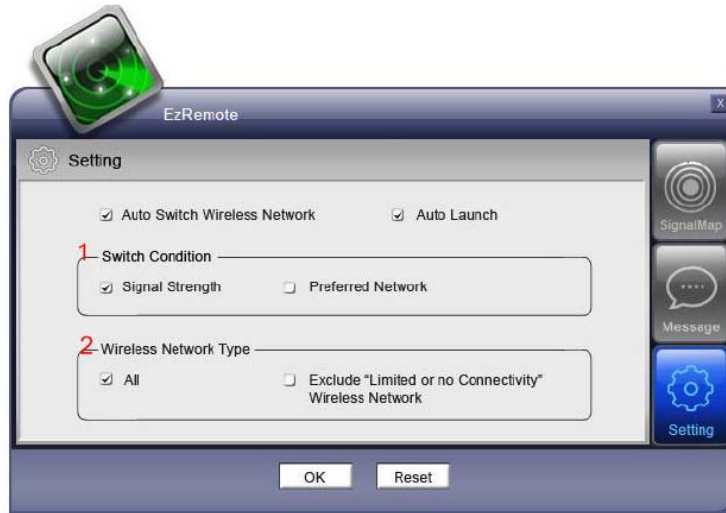 EzRemote
X
Setting
Auto Switch Wireless Network
Auto Launch
1
Switch Condition
Signal Strength
Preferred Network
2
Wireless Network Type
All
Exclude “Limited or no Connectivity”
Wireless Network
SignalMap
Message
Setting
OK
Reset